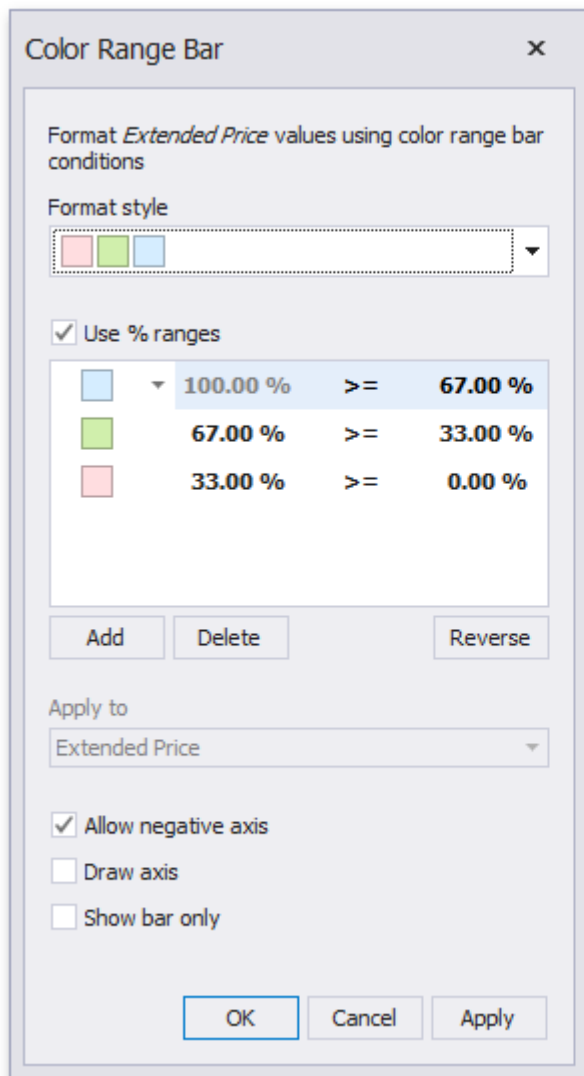 Color Range Bar
Format Extended Price values using color range bar
conditions
Format style
Use % ranges
100.00 % >= 67.00 %
67.00 % >= 33.00 %
33.00 % >= 0.00 %
Add Delete Reverse
Apply to
Extended Price
Allow negative axis
Draw axis
Show bar only
OK Cancel Apply